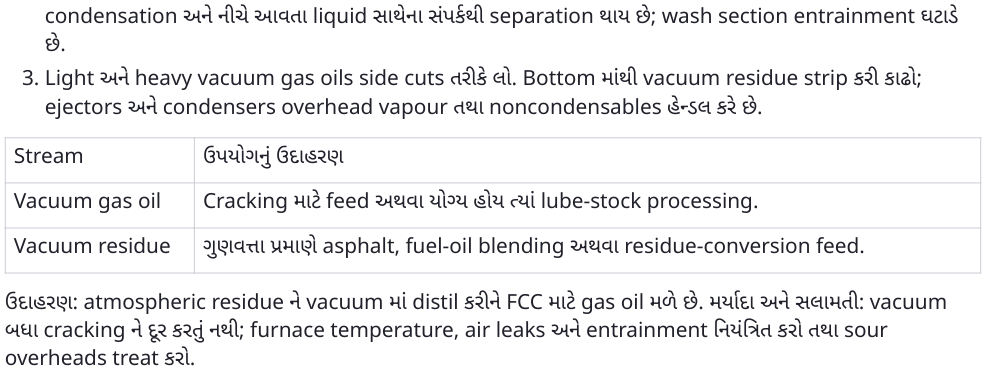 condensation અને નીચે આવતા liquid સાથેના સંપર્કથી separation થાય છે; wash section entrainment ઘટાડે
છે.
3. Light અને heavy vacuum gas oils side cuts તરીકે લો. Bottom માંથી vacuum residue strip કરી કાઢો;
ejectors અને condensers overhead vapour તથા noncondensables હેન્ડલ કરે છે.
Stream ઉપયોગનું ઉદાહરણ
Vacuum gas oil Cracking માટે feed અથવા યોગ્ય હોય ત્યાં lube-stock processing.
Vacuum residue ગુણવત્તા પ્રમાણે asphalt, fuel-oil blending અથવા residue-conversion feed.
ઉદાહરણ: atmospheric residue ને vacuum માં distil કરીને FCC માટે gas oil મળે છે. મર્યાદા અને સલામતી: vacuum
બધા cracking ને દૂર કરતું નથી; furnace temperature, air leaks અને entrainment નિયંત્રિત કરો તથા sour
overheads treat કરો.